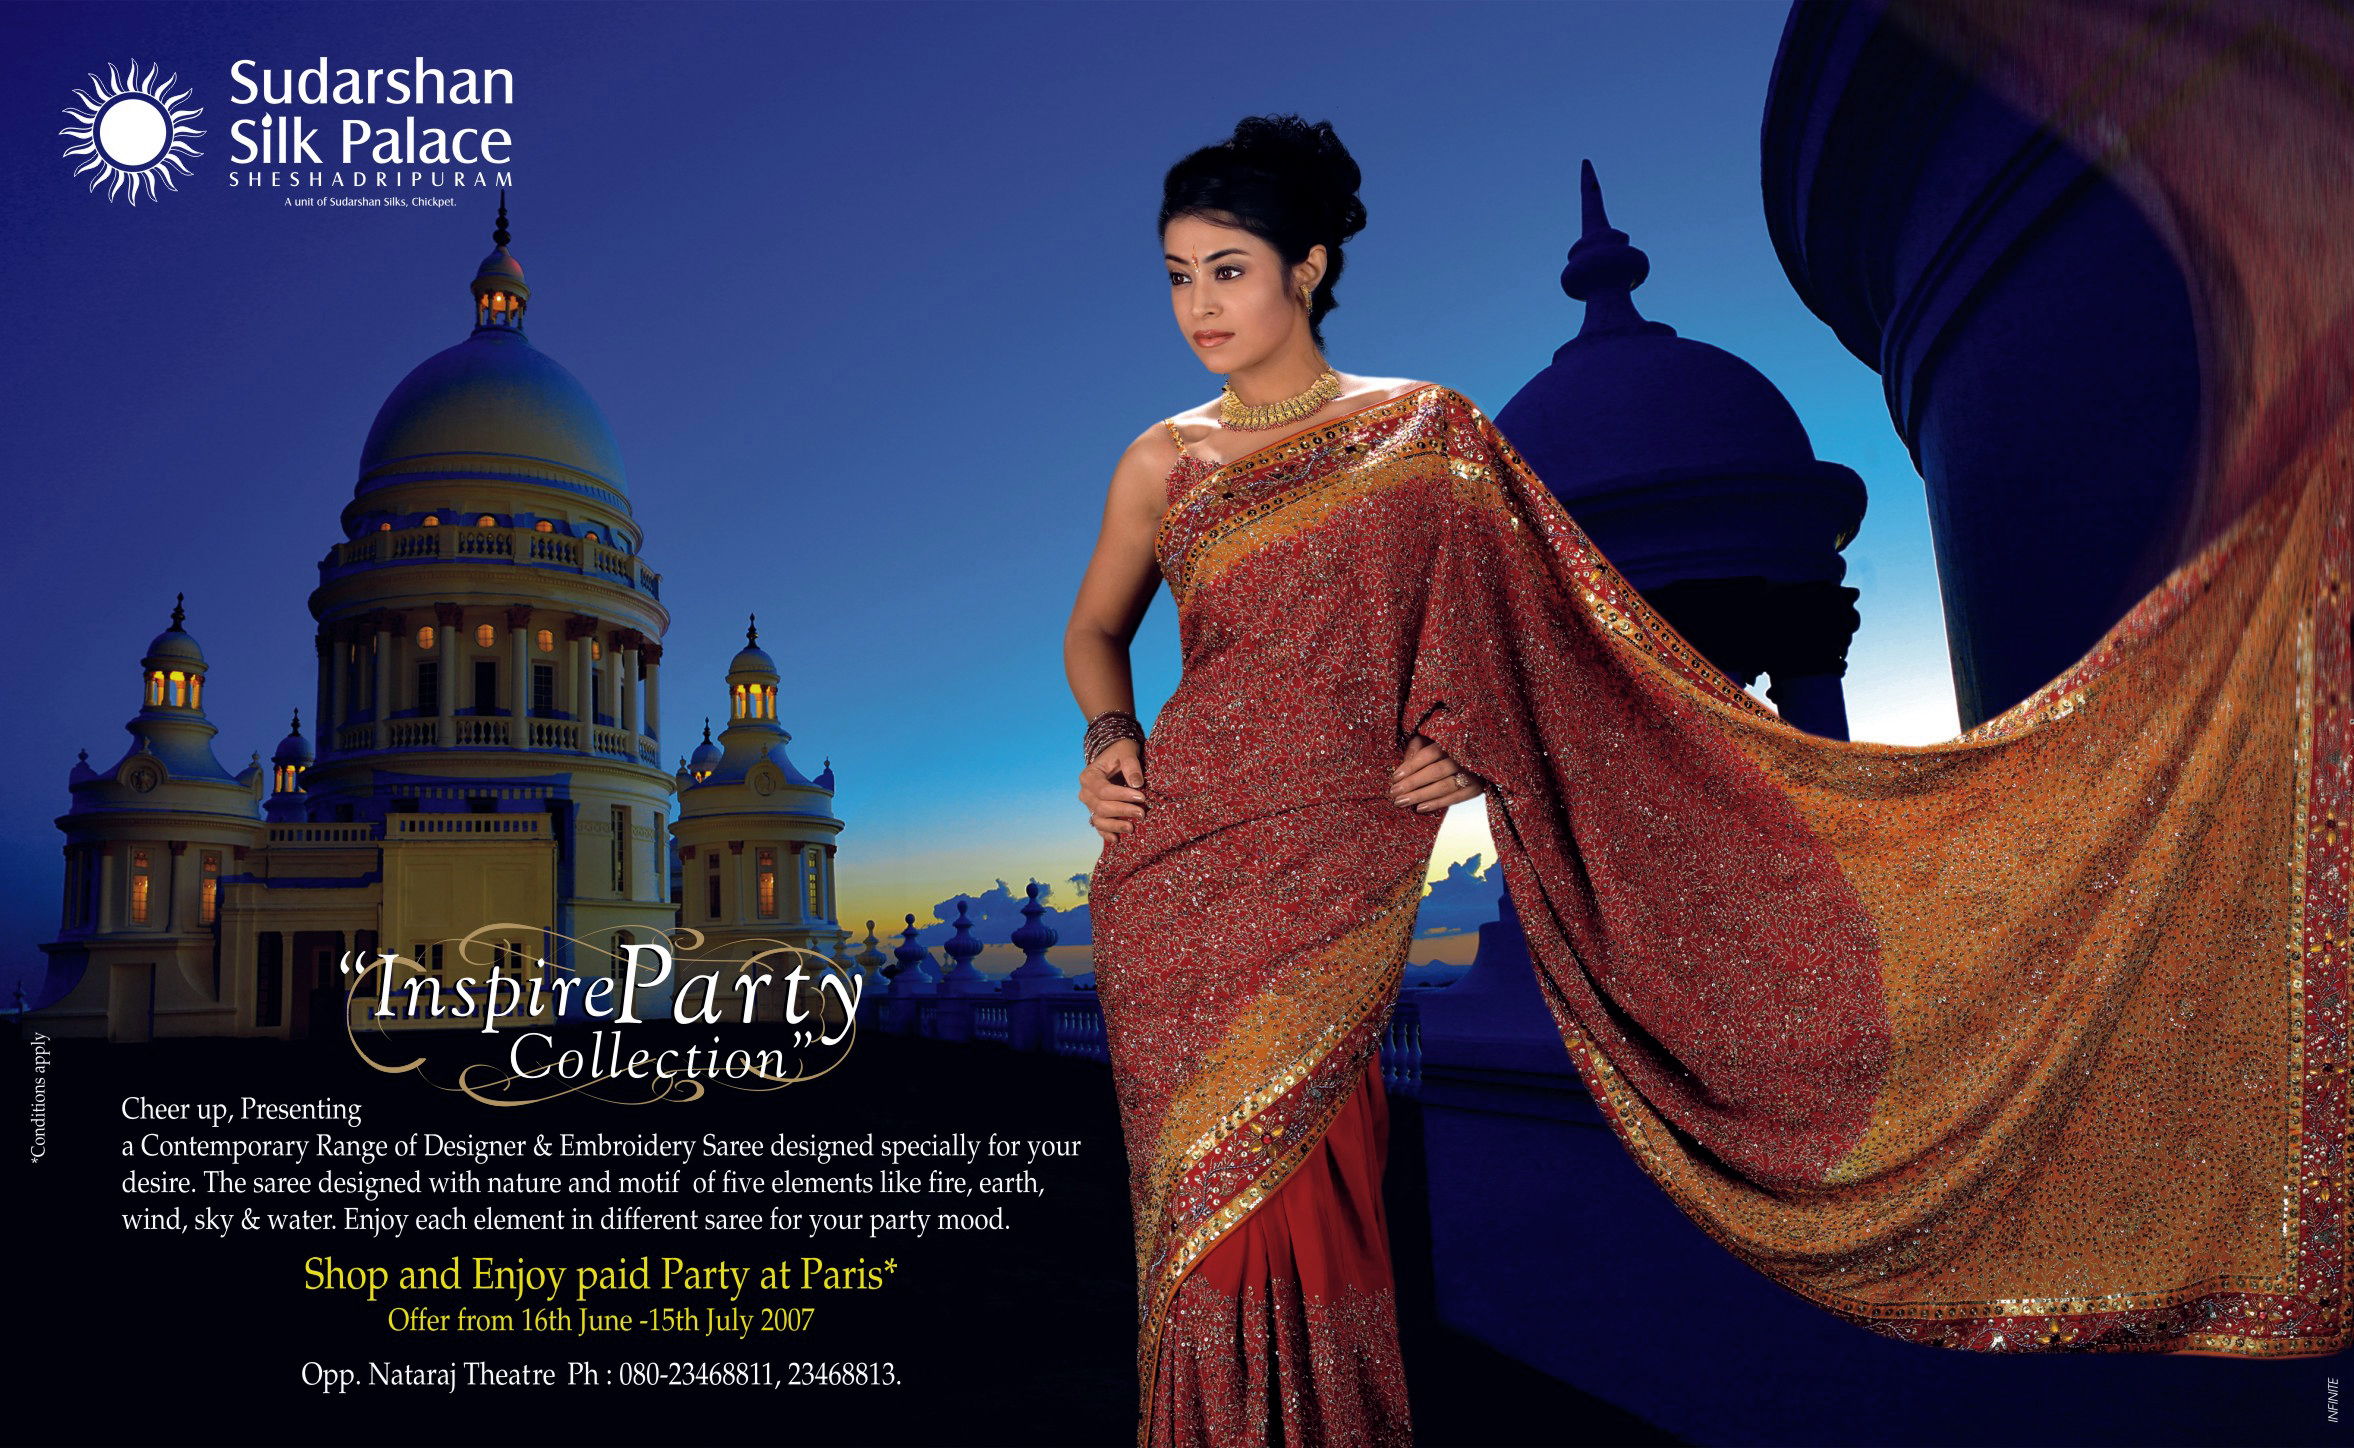 Sudarshan
Silk Palace
SHESHADRIPURAM
A unit of Sudarshan Silks, Chickpet.
"Inspire Party
Collection"
Cheer up, Presenting
a Contemporary Range of Designer & Embroidery Saree designed specially for your
desire. The saree designed with nature and motif of five elements like fire, earth,
wind, sky & water. Enjoy each element in different saree for your party mood.
Shop and Enjoy paid Party at Paris*
Offer from 16th June -15th July 2007
Opp. Nataraj Theatre Ph : 080-23468811, 23468813.
*Conditions apply
INFINITE